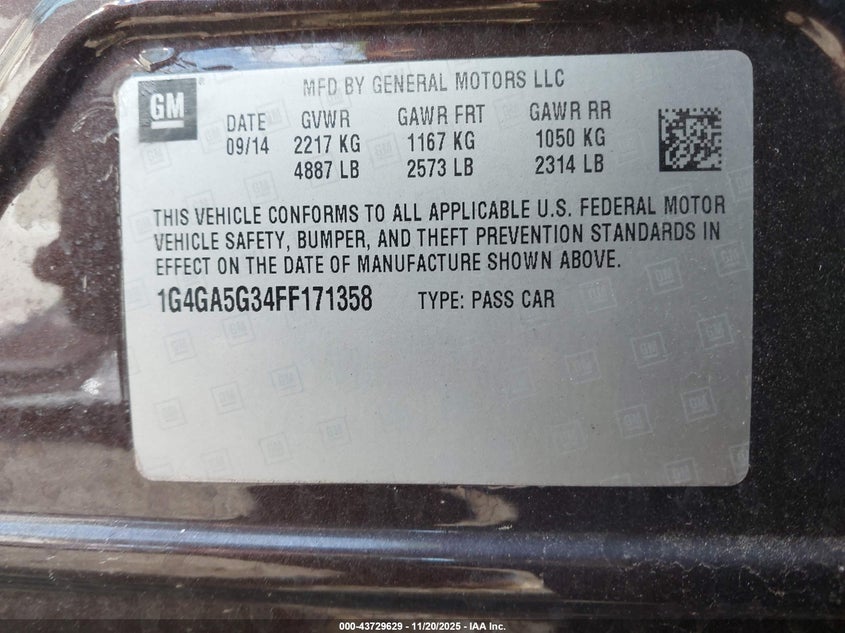 GM
MFD BY GENERAL MOTORS LLC
DATE GVWR GAWR FRT GAWR RR
09/14 2217 KG 1167 KG 1050 KG
4887 LB 2573 LB 2314 LB
THIS VEHICLE CONFORMS TO ALL APPLICABLE U.S. FEDERAL MOTOR
VEHICLE SAFETY, BUMPER, AND THEFT PREVENTION STANDARDS IN
EFFECT ON THE DATE OF MANUFACTURE SHOWN ABOVE.
1G4GA5G34FF171358 TYPE: PASS CAR
000-43729629 - 11/20/2025 - IAA Inc.